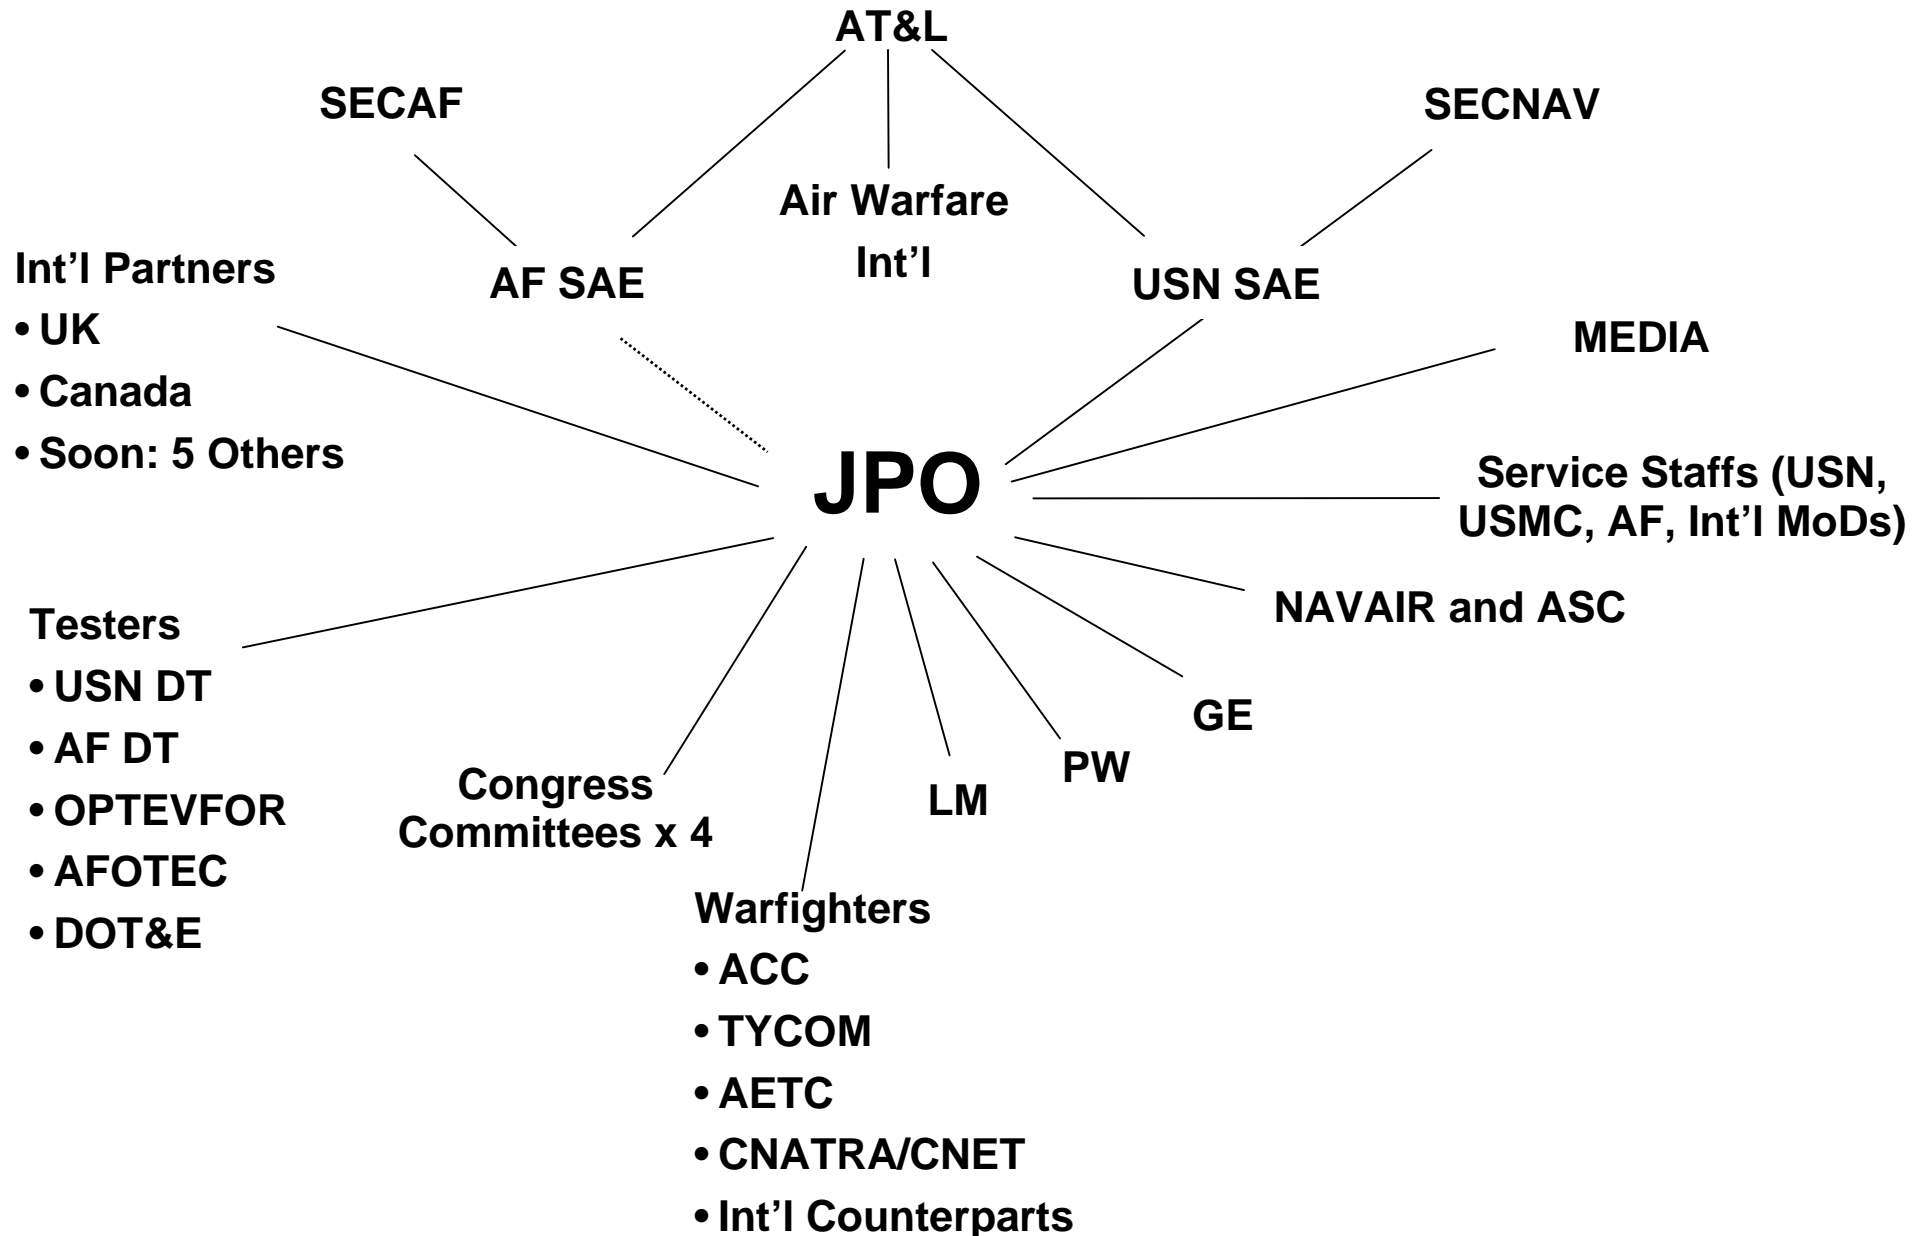 AT&L
SECAF
SECNAV
Air Warfare
Int’l
AF SAE
USN SAE
Int’l Partners
• UK
• Canada
• Soon: 5 Others
MEDIA
JPO
Service Staffs (USN,
USMC, AF, Int’l MoDs)
NAVAIR and ASC
Testers
• USN DT
• AF DT
• OPTEVFOR
• AFOTEC
• DOT&E
Congress
Committees x 4
LM
PW
GE
Warfighters
• ACC
• TYCOM
• AETC
• CNATRA/CNET
• Int’l Counterparts